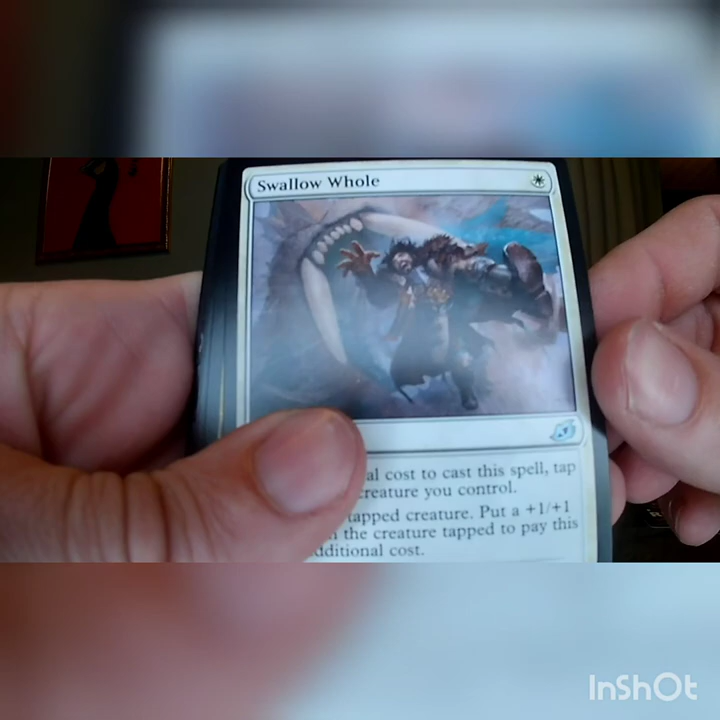 Swallow Whole
al cost to cast this spell, tap
creature you control.
tapped creature. Put a +1/+1
the creature tapped to pay this
dditional cost.
InShOt